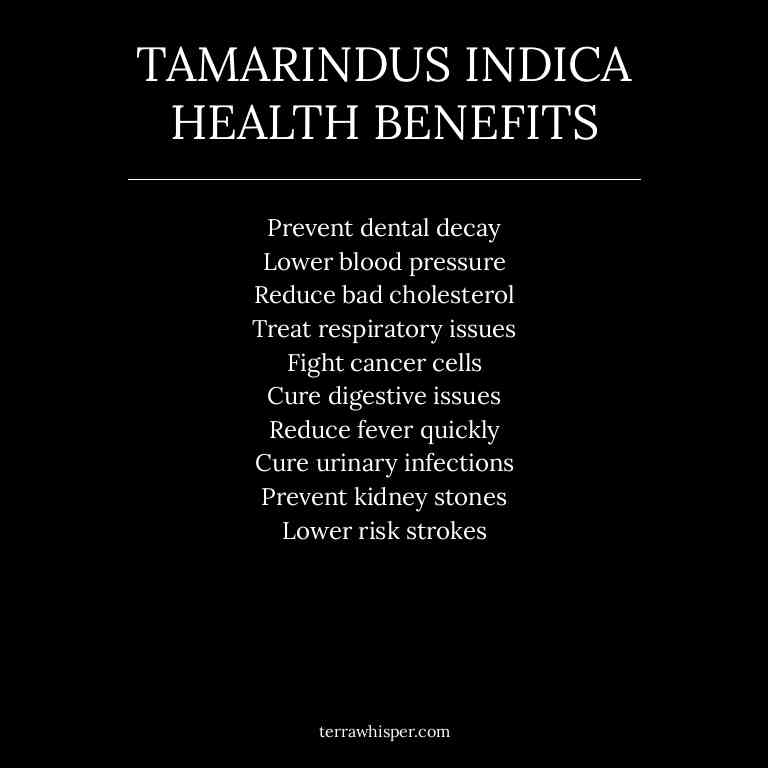 TAMARINDUS INDICA
HEALTH BENEFITS
Prevent dental decay
Lower blood pressure
Reduce bad cholesterol
Treat respiratory issues
Fight cancer cells
Cure digestive issues
Reduce fever quickly
Cure urinary infections
Prevent kidney stones
Lower risk strokes
terrawhisper.com